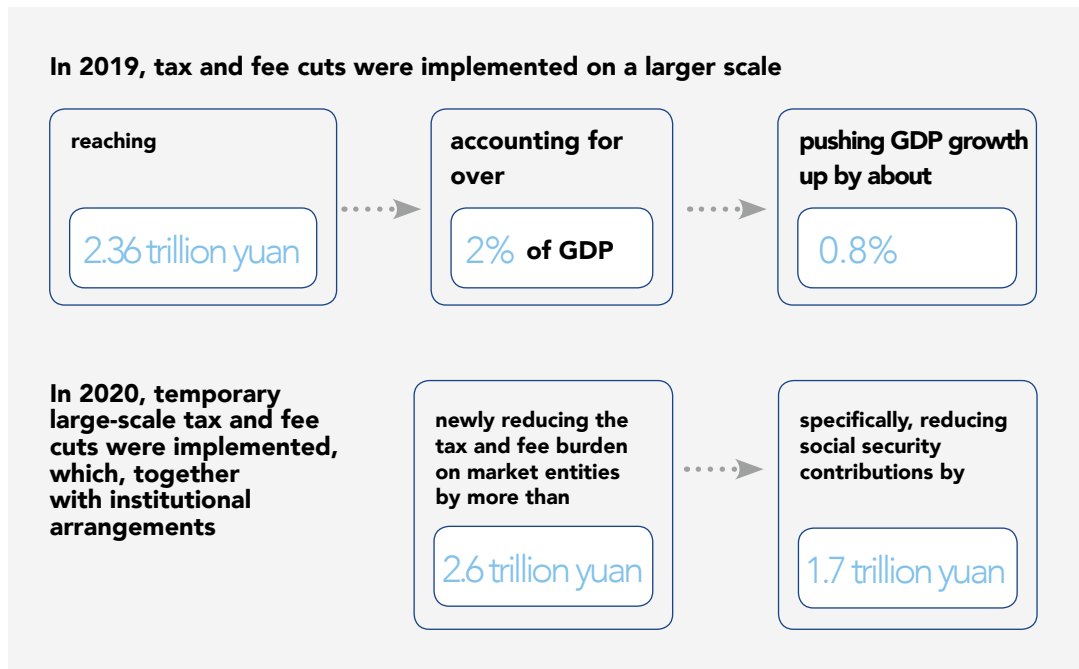 In 2019, tax and fee cuts were implemented on a larger scale
reaching
2.36 trillion yuan
accounting for
over
2% of GDP
pushing GDP growth
up by about
0.8%
In 2020, temporary
large-scale tax and fee
cuts were implemented,
which, together
with institutional
arrangements
newly reducing the
tax and fee burden
on market entities
by more than
2.6 trillion yuan
specifically, reducing
social security
contributions by
1.7 trillion yuan